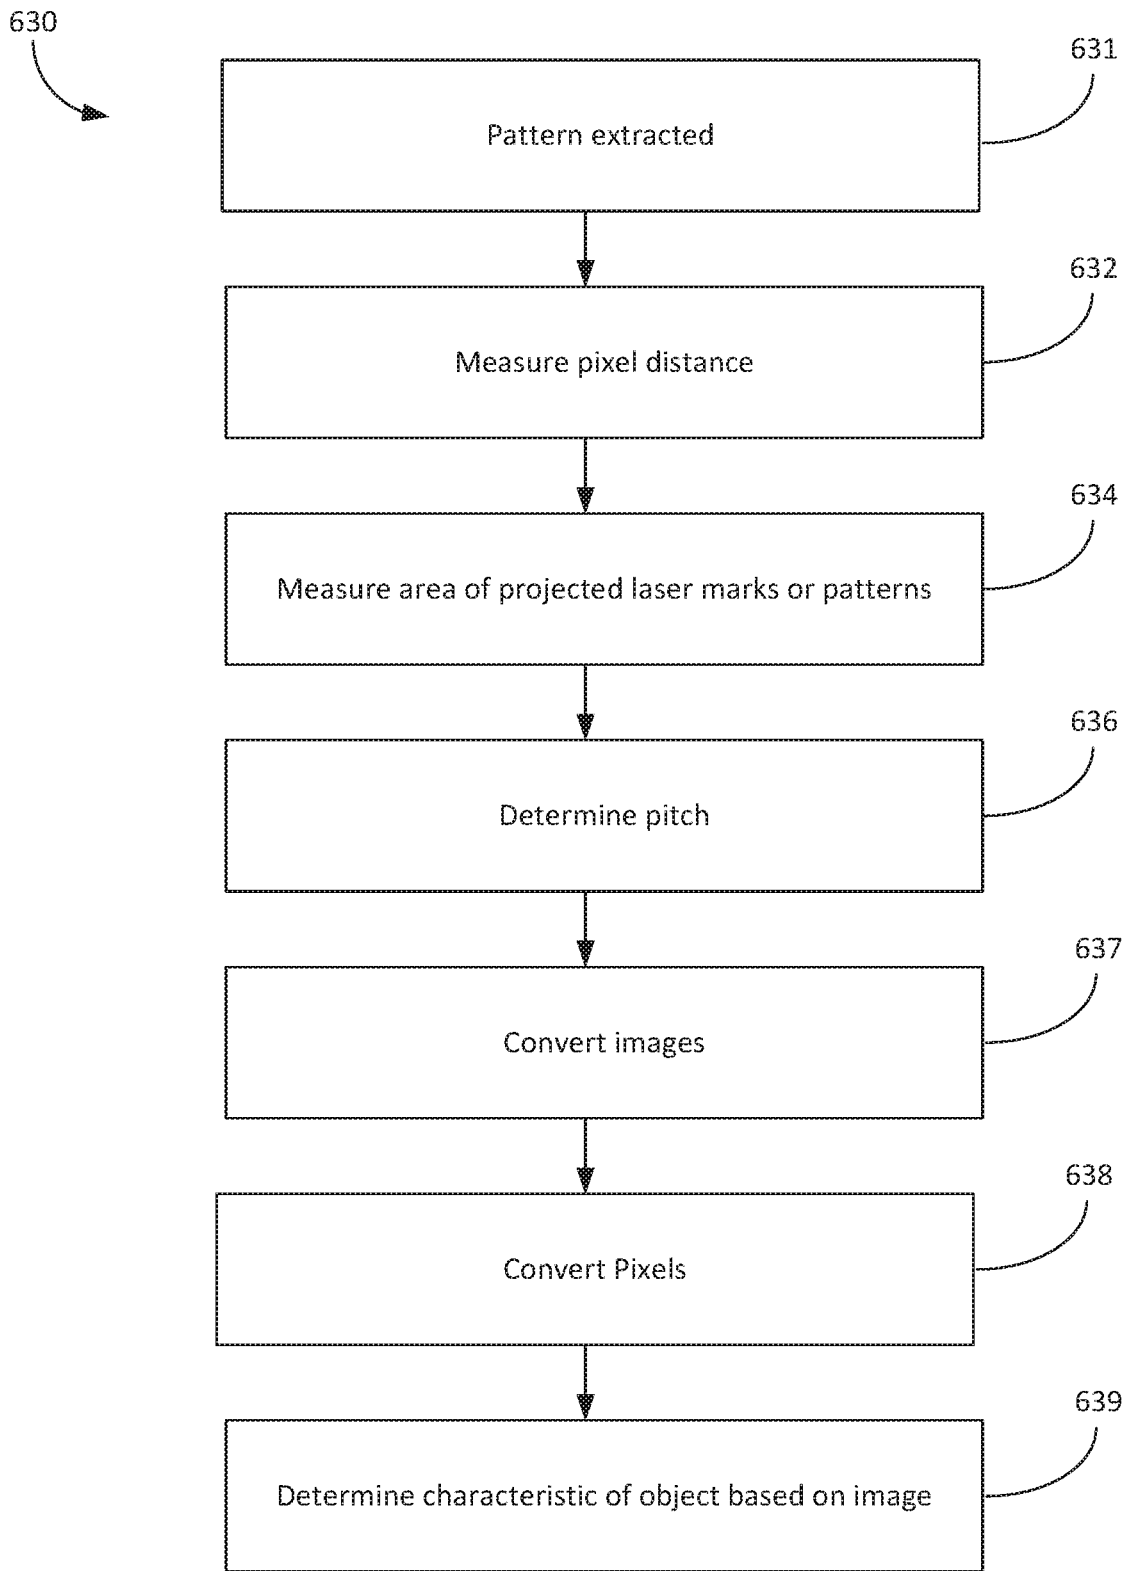 630
631
Pattern extracted
632
Measure pixel distance
634
Measure area of projected laser marks or patterns
636
Determine pitch
637
Convert images
638
Convert Pixels
639
Determine characteristic of object based on image